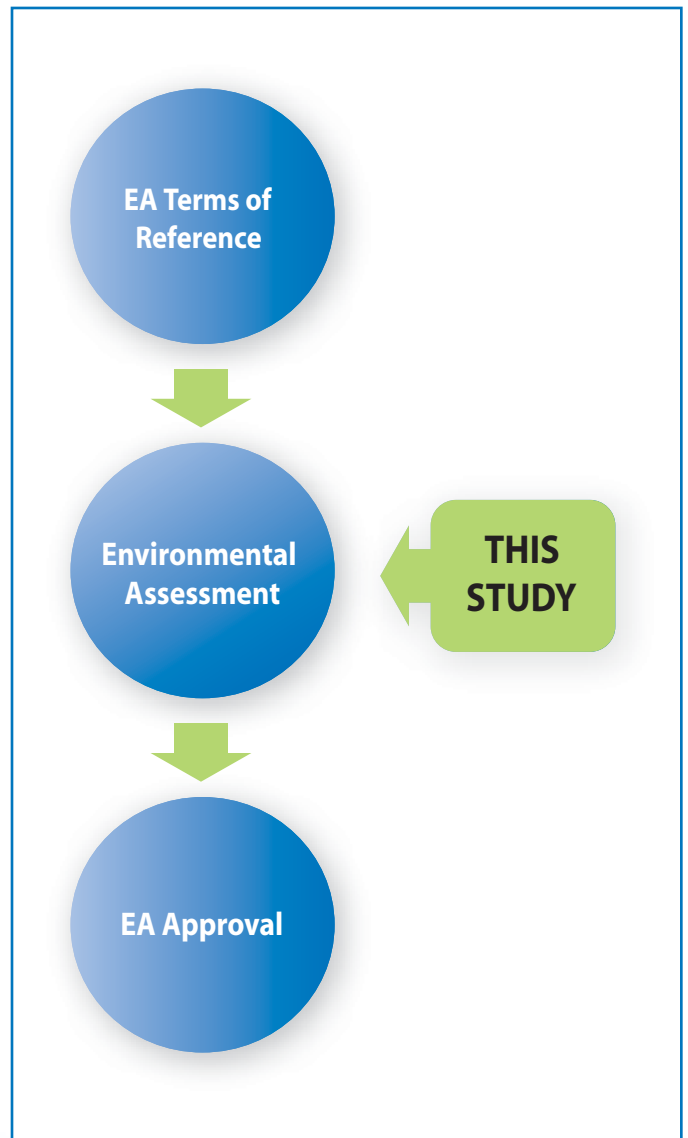 EA Terms of
Reference
Environmental
Assessment
THIS
STUDY
EA Approval